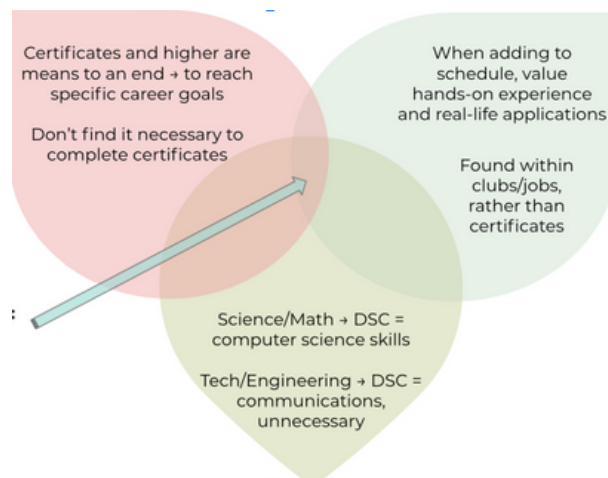 Certificates and higher are
means to an end → to reach
specific career goals
Don't find it necessary to
complete certificates
When adding to
schedule, value
hands-on experience
and real-life applications
Found within
clubs/jobs,
rather than
certificates
:
Science/Math → DSC =
computer science skills
Tech/Engineering → DSC =
communications,
unnecessary